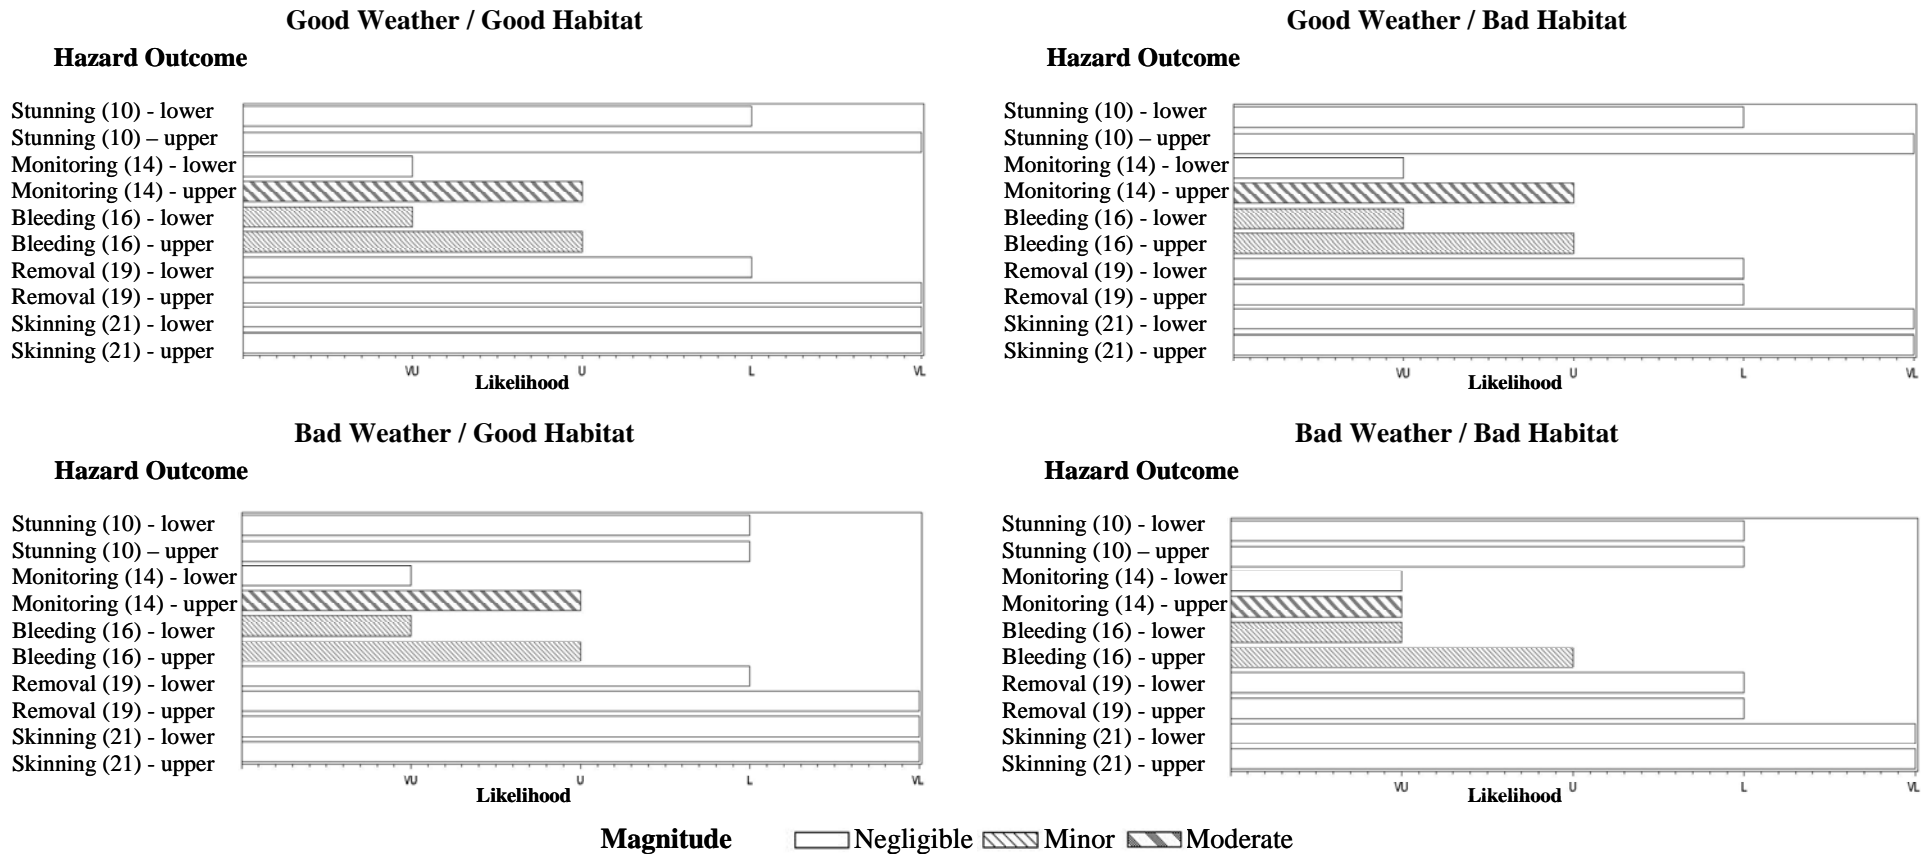 Good Weather / Good Habitat
Hazard Outcome
Stunning (10) - lower
Stunning (10) – upper
Monitoring (14) - lower
Monitoring (14) - upper
Bleeding (16) - lower
Bleeding (16) - upper
Removal (19) - lower
Removal (19) - upper
Skinning (21) - lower
Skinning (21) - upper
VU U L VL
Likelihood
Good Weather / Bad Habitat
Hazard Outcome
Stunning (10) - lower
Stunning (10) – upper
Monitoring (14) - lower
Monitoring (14) - upper
Bleeding (16) - lower
Bleeding (16) - upper
Removal (19) - lower
Removal (19) - upper
Skinning (21) - lower
Skinning (21) - upper
VU U L VL
Likelihood
Bad Weather / Good Habitat
Hazard Outcome
Stunning (10) - lower
Stunning (10) – upper
Monitoring (14) - lower
Monitoring (14) - upper
Bleeding (16) - lower
Bleeding (16) - upper
Removal (19) - lower
Removal (19) - upper
Skinning (21) - lower
Skinning (21) - upper
VU U L VL
Likelihood
Bad Weather / Bad Habitat
Hazard Outcome
Stunning (10) - lower
Stunning (10) – upper
Monitoring (14) - lower
Monitoring (14) - upper
Bleeding (16) - lower
Bleeding (16) - upper
Removal (19) - lower
Removal (19) - upper
Skinning (21) - lower
Skinning (21) - upper
VU U L VL
Likelihood
Magnitude Negligible Minor Moderate